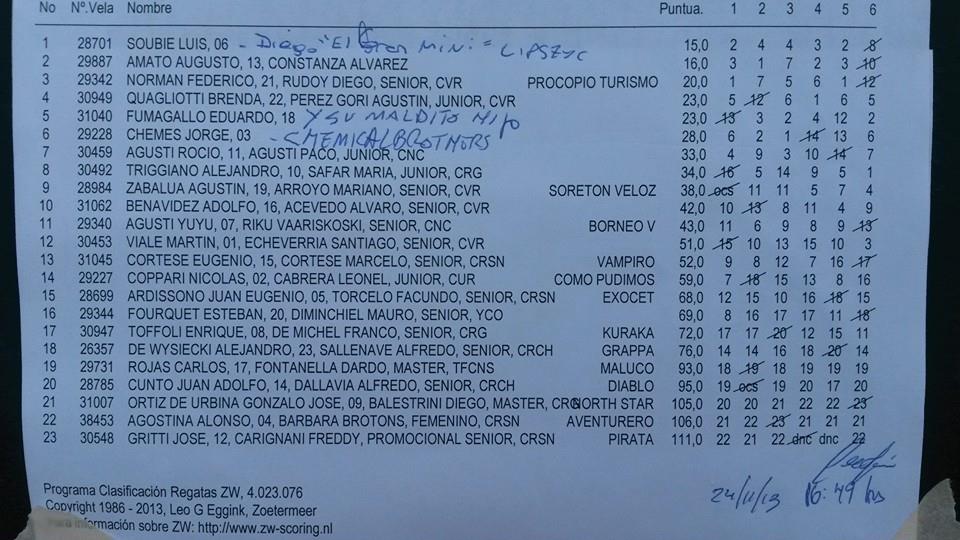 No Nº.Vela Nombre Puntua. 1 2 3 4 5 6
1 28701 SOUBIE LUIS, 06 - Diego "El Gran Mini" LIPSZYC 15,0 2 4 4 3 2 8
2 29887 AMATO AUGUSTO, 13, CONSTANZA ALVAREZ 16,0 3 1 7 2 3 10
3 29342 NORMAN FEDERICO, 21, RUDOY DIEGO, SENIOR, CVR PROCOPIO TURISMO 20,0 1 7 5 6 1 12
4 30949 QUAGLIOTTI BRENDA, 22, PEREZ GORI AGUSTIN, JUNIOR, CVR 23,0 5 12 6 1 6 5
5 31040 FUMAGALLO EDUARDO, 18 Y SU MALDITO HIJO 23,0 13 3 2 4 12 2
6 29228 CHEMES JORGE, 03 - CHEMICALBROTHORS 28,0 6 2 1 14 13 6
7 30459 AGUSTI ROCIO, 11, AGUSTI PACO, JUNIOR, CNC 33,0 4 9 3 10 14 7
8 30492 TRIGGIANO ALEJANDRO, 10, SAFAR MARIA, JUNIOR, CRG 34,0 16 5 14 9 5 1
9 28984 ZABALUA AGUSTIN, 19, ARROYO MARIANO, SENIOR, CVR SORETON VELOZ 38,0 ocs 11 11 5 7 4
10 31062 BENAVIDEZ ADOLFO, 16, ACEVEDO ALVARO, SENIOR, CVR 42,0 10 13 8 11 4 9
11 29340 AGUSTI YUYU, 07, RIKU VAARISKOSKI, SENIOR, CNC BORNEO V 43,0 11 6 9 8 9 13
12 30453 VIALE MARTIN, 01, ECHEVERRIA SANTIAGO, SENIOR, CVR 51,0 15 10 13 15 10 3
13 31045 CORTESE EUGENIO, 15, CORTESE MARCELO, SENIOR, CRSN VAMPIRO 52,0 9 8 12 7 16 17
14 29227 COPPARI NICOLAS, 02, CABRERA LEONEL, JUNIOR, CUR COMO PUDIMOS 59,0 7 18 15 13 8 16
15 28699 ARDISSONO JUAN EUGENIO, 05, TORCELO FACUNDO, SENIOR, CRSN EXOCET 68,0 12 15 10 16 18 15
16 29344 FOURQUET ESTEBAN, 20, DIMINCHIEL MAURO, SENIOR, YCO 69,0 8 16 17 17 11 18
17 30947 TOFFOLI ENRIQUE, 08, DE MICHEL FRANCO, SENIOR, CRG KURAKA 72,0 17 17 20 12 15 11
18 26357 DE WYSIECKI ALEJANDRO, 23, SALLENAVE ALFREDO, SENIOR, CRCH GRAPPA 76,0 14 14 16 18 20 14
19 29731 ROJAS CARLOS, 17, FONTANELLA DARDO, MASTER, TFCNS MALUCO 93,0 18 19 18 19 19 19
20 28785 CUNTO JUAN ADOLFO, 14, DALLAVIA ALFREDO, SENIOR, CRCH DIABLO 95,0 19 ocs 19 20 17 20
21 31007 ORTIZ DE URBINA GONZALO JOSE, 09, BALESTRINI DIEGO, MASTER, CRG NORTH STAR 105,0 20 20 21 22 22 23
22 38453 AGOSTINA ALONSO, 04, BARBARA BROTONS, FEMENINO, CRSN AVENTURERO 106,0 21 22 23 21 21 21
23 30548 GRITTI JOSE, 12, CARIGNANI FREDDY, PROMOCIONAL SENIOR, CRSN PIRATA 111,0 22 21 22 dnc dnc 22
24/11/13 16:49 hs
Programa Clasificación Regatas ZW, 4.023.076
Copyright 1986 - 2013, Leo G Eggink, Zoetermeer
Para información sobre ZW: http://www.zw-scoring.nl